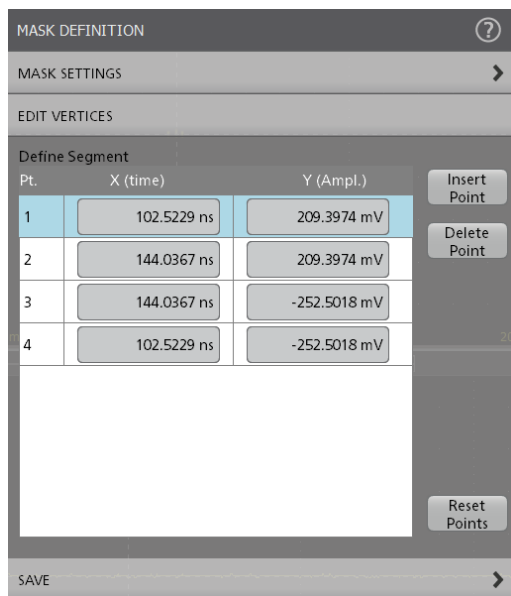 MASK DEFINITION ?
MASK SETTINGS
EDIT VERTICES
Define Segment
Pt. X (time) Y (Ampl.)
Insert
Point
1 102.5229 ns 209.3974 mV
Delete
Point
2 144.0367 ns 209.3974 mV
3 144.0367 ns -252.5018 mV
4 102.5229 ns -252.5018 mV
Reset
Points
SAVE